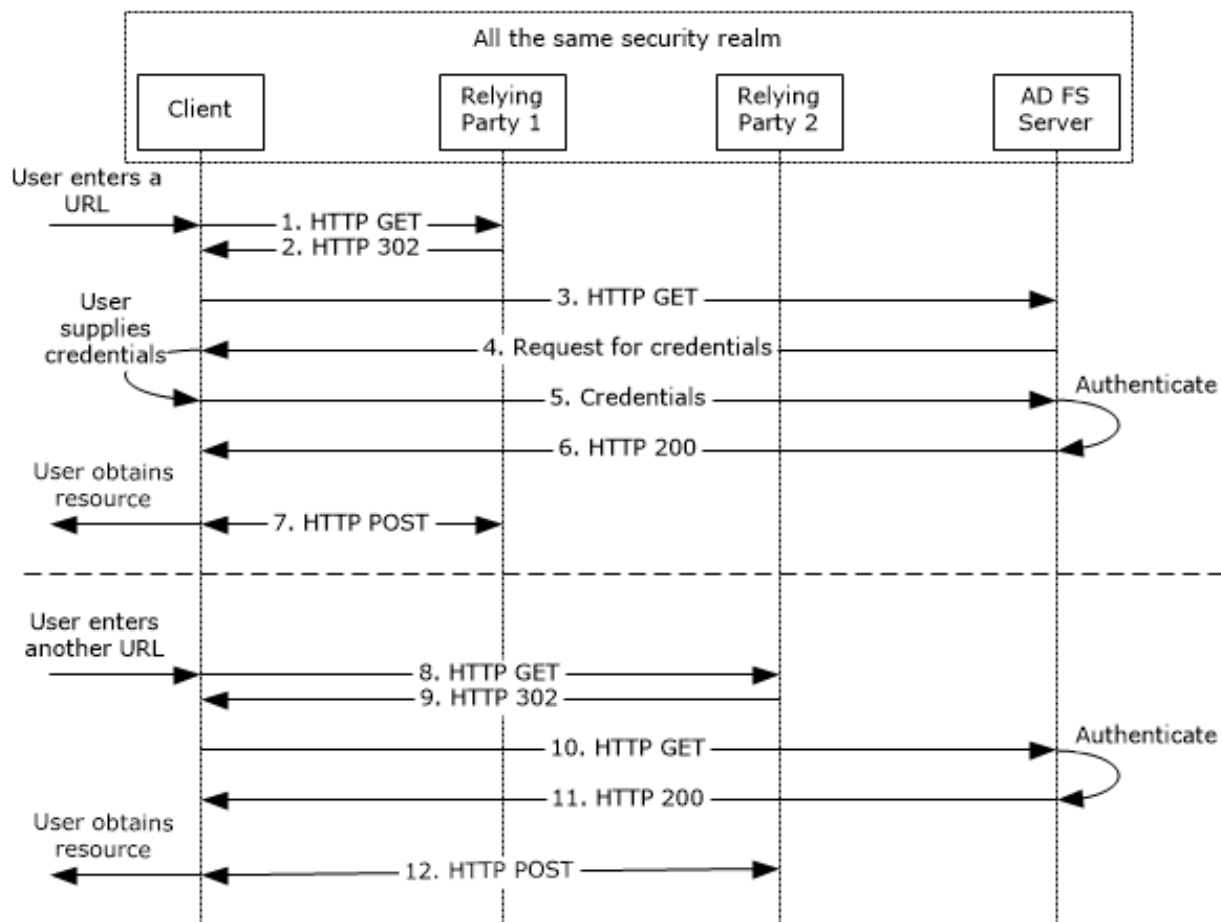 All the same security realm
Client
Relying
Party 1
Relying
Party 2
AD FS
Server
User enters a
URL
1. HTTP GET
2. HTTP 302
3. HTTP GET
User
supplies
credentials
4. Request for credentials
5. Credentials
Authenticate
6. HTTP 200
User obtains
resource
7. HTTP POST
User enters
another URL
8. HTTP GET
9. HTTP 302
10. HTTP GET
Authenticate
11. HTTP 200
User obtains
resource
12. HTTP POST